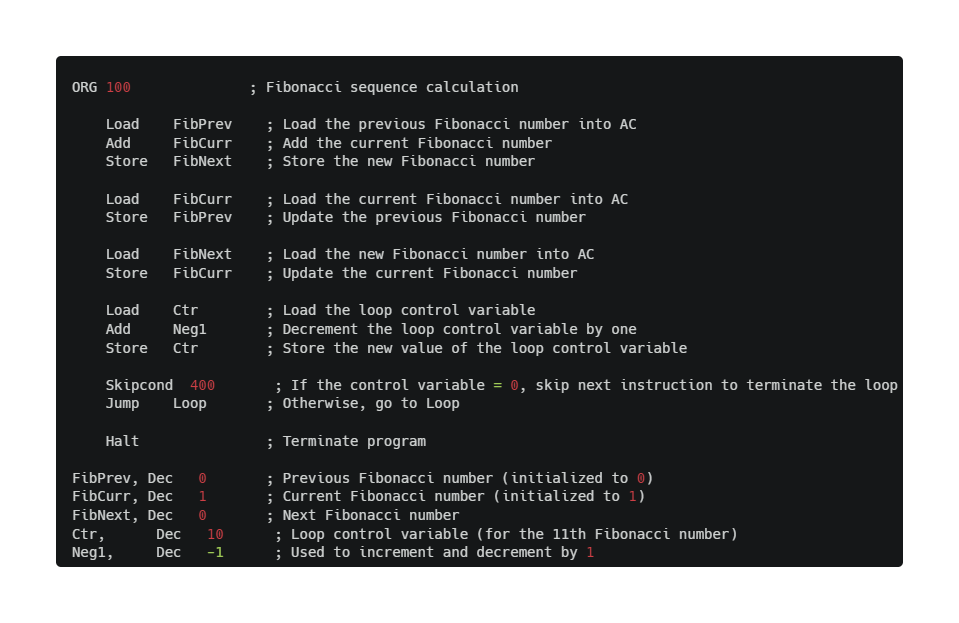 ORG 100              ; Fibonacci sequence calculation
    Load    FibPrev    ; Load the previous Fibonacci number into AC
    Add     FibCurr    ; Add the current Fibonacci number
    Store   FibNext    ; Store the new Fibonacci number
    Load    FibCurr    ; Load the current Fibonacci number into AC
    Store   FibPrev    ; Update the previous Fibonacci number
    Load    FibNext    ; Load the new Fibonacci number into AC
    Store   FibCurr    ; Update the current Fibonacci number
    Load    Ctr        ; Load the loop control variable
    Add     Neg1       ; Decrement the loop control variable by one
    Store   Ctr        ; Store the new value of the loop control variable
    Skipcond  400       ; If the control variable = 0, skip next instruction to terminate the loop
    Jump    Loop       ; Otherwise, go to Loop
    Halt               ; Terminate program
FibPrev, Dec   0       ; Previous Fibonacci number (initialized to 0)
FibCurr, Dec   1       ; Current Fibonacci number (initialized to 1)
FibNext, Dec   0       ; Next Fibonacci number
Ctr,      Dec   10      ; Loop control variable (for the 11th Fibonacci number)
Neg1,     Dec   -1      ; Used to increment and decrement by 1